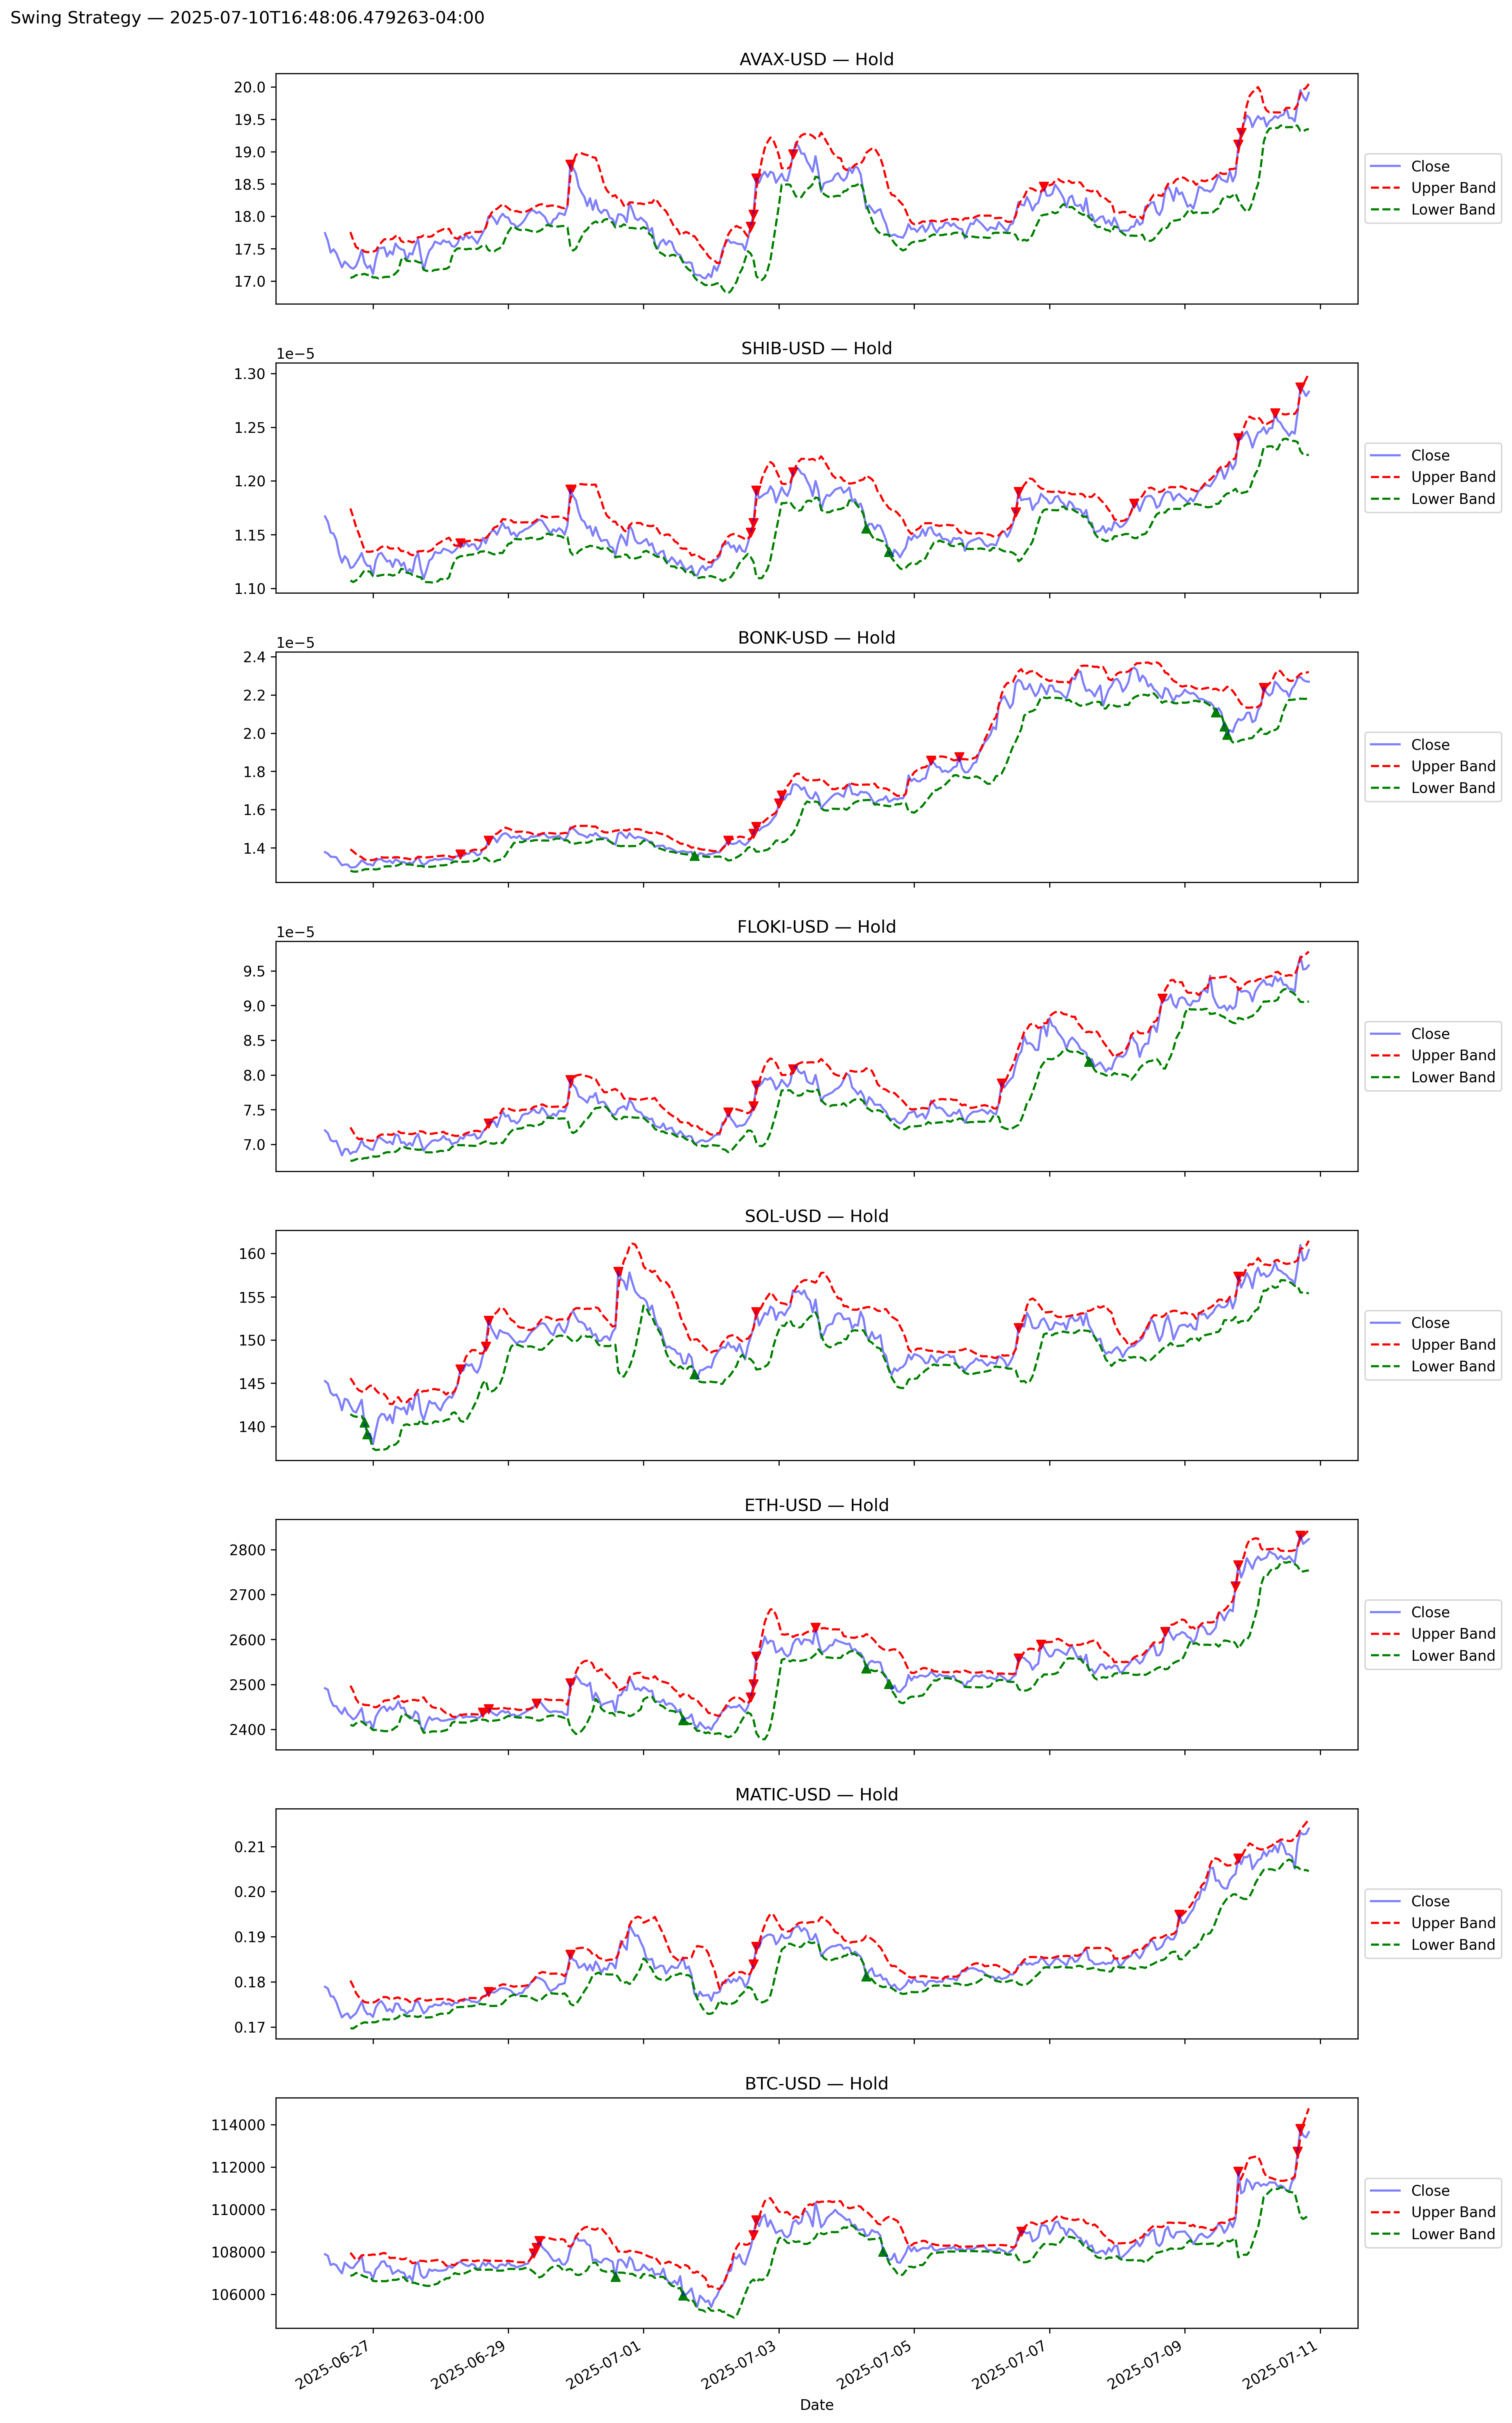 Swing Strategy — 2025-07-10T16:48:06.479263-04:00
AVAX-USD — Hold
20.0
19.5
19.0
18.5
18.0
17.5
17.0
Close
Upper Band
Lower Band
SHIB-USD — Hold
1e−5
1.30
1.25
1.20
1.15
1.10
Close
Upper Band
Lower Band
BONK-USD — Hold
1e−5
2.4
2.2
2.0
1.8
1.6
1.4
Close
Upper Band
Lower Band
FLOKI-USD — Hold
1e−5
9.5
9.0
8.5
8.0
7.5
7.0
Close
Upper Band
Lower Band
SOL-USD — Hold
160
155
150
145
140
Close
Upper Band
Lower Band
ETH-USD — Hold
2800
2700
2600
2500
2400
Close
Upper Band
Lower Band
MATIC-USD — Hold
0.21
0.20
0.19
0.18
0.17
Close
Upper Band
Lower Band
BTC-USD — Hold
114000
112000
110000
108000
106000
Close
Upper Band
Lower Band
2025-06-27
2025-06-29
2025-07-01
2025-07-03
2025-07-05
2025-07-07
2025-07-09
2025-07-11
Date